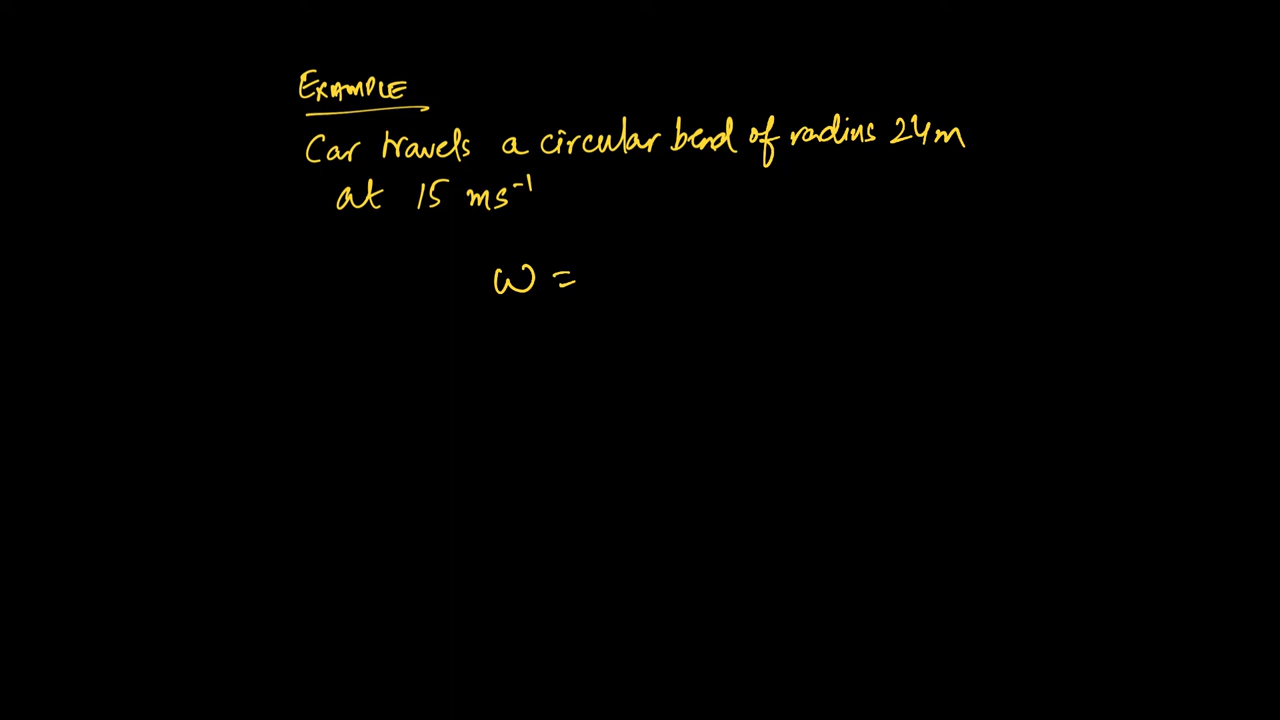 EXAMPLE
Car travels a circular bend of radius 24m
at 15 ms⁻¹
ω =